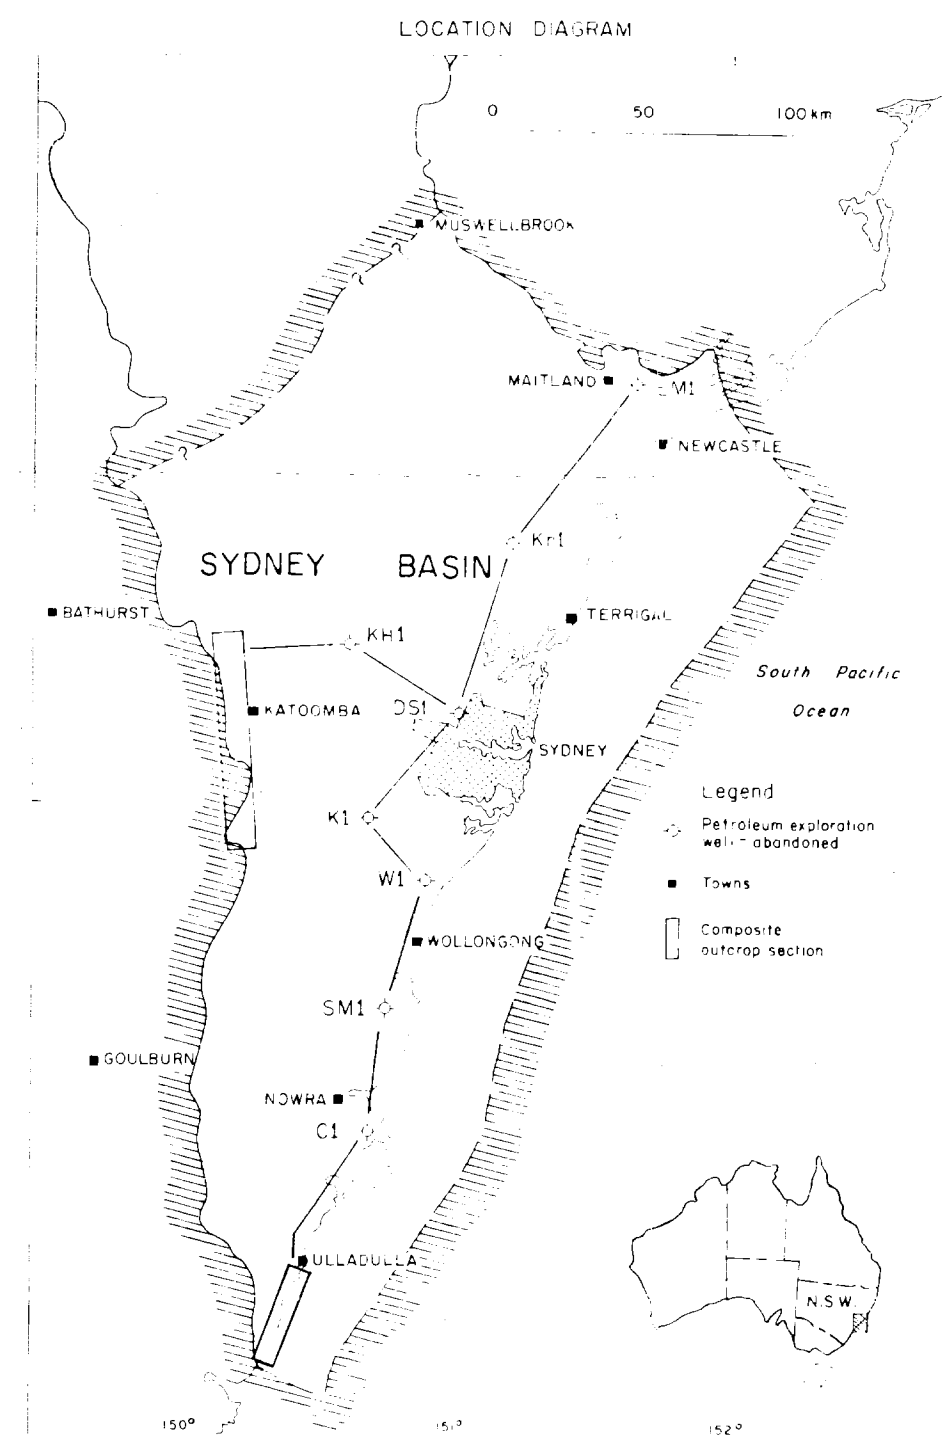 LOCATION DIAGRAM
0 50 100 km
MUSWELLBROOK
?
?
MAITLAND
M1
NEWCASTLE
?
Kr1
SYDNEY BASIN
BATHURST
TERRIGAL
KH1
South Pacific
Ocean
KATOOMBA
DS1
SYDNEY
Legend
K1
Petroleum exploration
well - abandoned
W1
Towns
WOLLONGONG
Composite
outcrop section
SM1
GOULBURN
NOWRA
C1
ULLADULLA
N.S.W.
150° 151° 152°